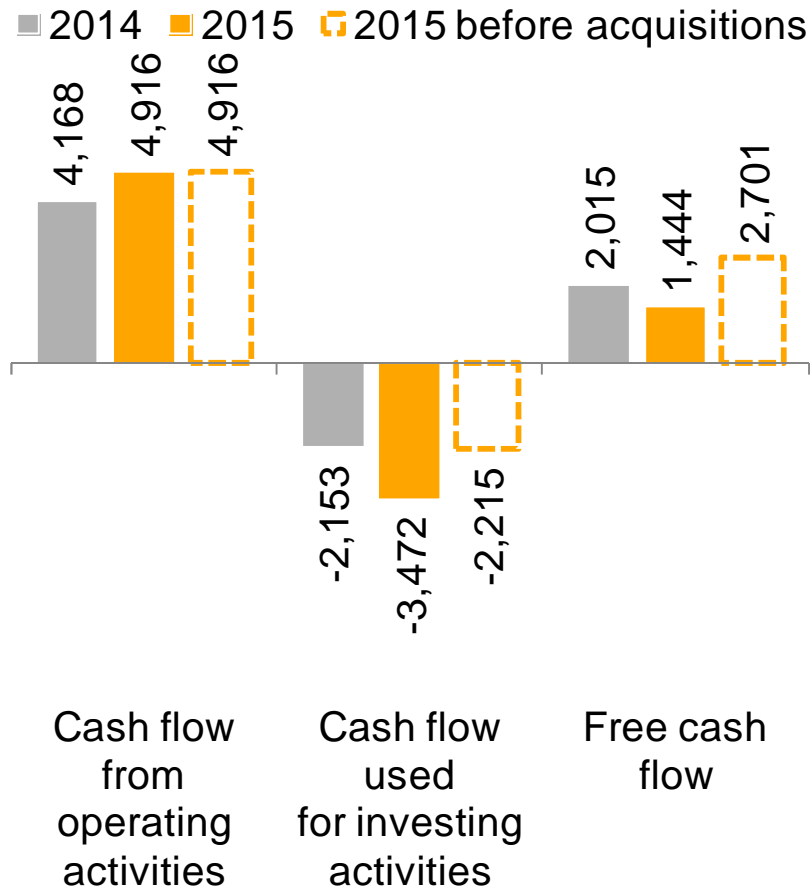 2014 2015 2015 before acquisitions
4,168
4,916
4,916
-2,153
-3,472
-2,215
2,015
1,444
2,701
Cash flow
from
operating
activities
Cash flow
used
for investing
activities
Free cash
flow